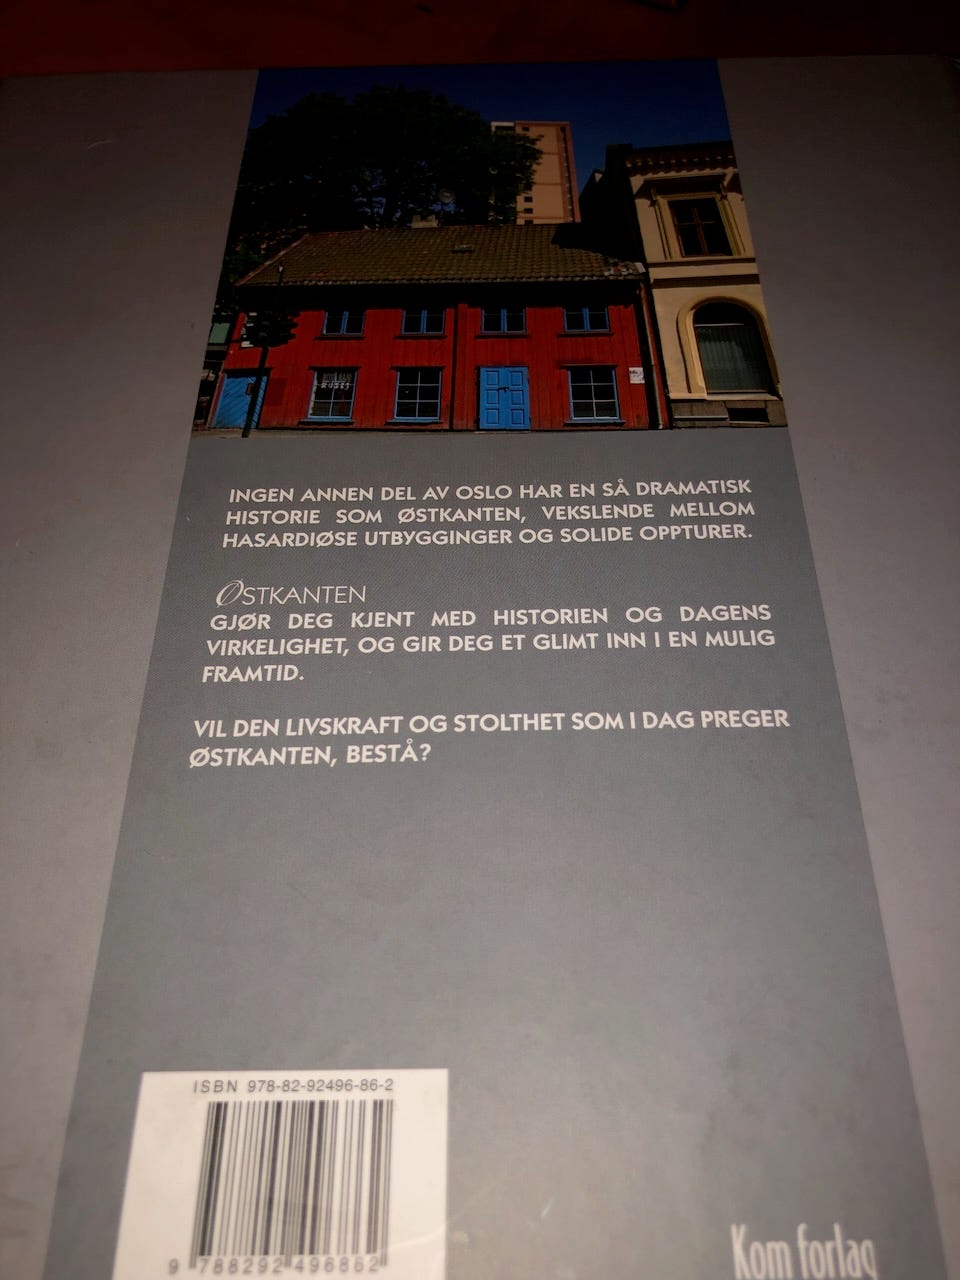 INGEN ANNEN DEL AV OSLO HAR EN SÅ DRAMATISK
HISTORIE SOM ØSTKANTEN, VEKSLENDE MELLOM
HASARDIØSE UTBYGGINGER OG SOLIDE OPPTURER.
ØSTKANTEN
GJØR DEG KJENT MED HISTORIEN OG DAGENS
VIRKELIGHET, OG GIR DEG ET GLIMT INN I EN MULIG
FRAMTID.
VIL DEN LIVSKRAFT OG STOLTHET SOM I DAG PREGER
ØSTKANTEN, BESTÅ?
ISBN 978-82-92496-86-2
9 788292 496862
Kom forlag